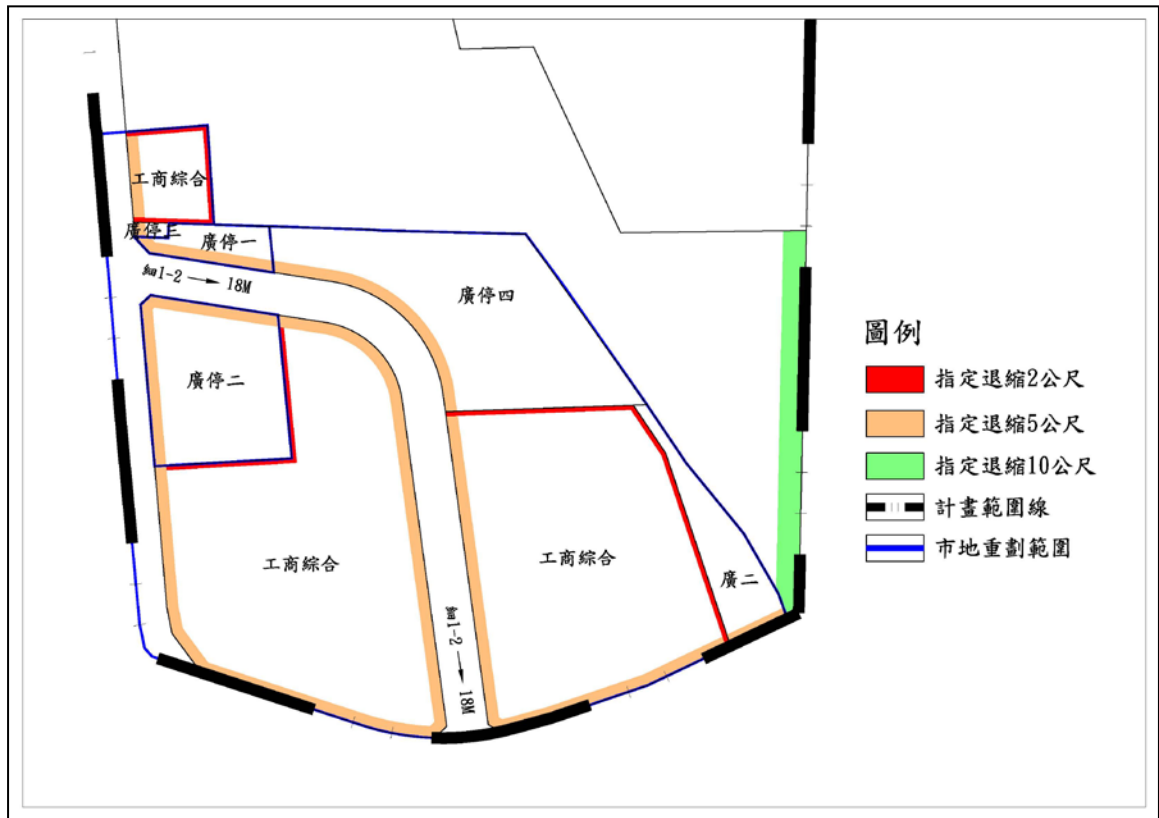 工商綜合
廣停三
廣停一
細1-2 → 18M
廣停四
廣停二
工商綜合
工商綜合
廣二
細1-2 → 18M
圖例
指定退縮2公尺
指定退縮5公尺
指定退縮10公尺
計畫範圍線
市地重劃範圍